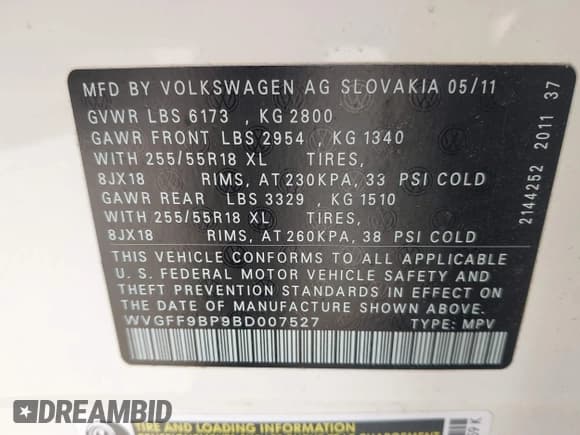 MFD BY VOLKSWAGEN AG SLOVAKIA 05/11
GVWR LBS 6173 , KG 2800
GAWR FRONT LBS 2954 , KG 1340
WITH 255/55R18 XL TIRES,
8JX18 RIMS, AT 230KPA, 33 PSI COLD
GAWR REAR LBS 3329 , KG 1510
WITH 255/55R18 XL TIRES,
8JX18 RIMS, AT 260KPA, 38 PSI COLD
THIS VEHICLE CONFORMS TO ALL APPLICABLE
U. S. FEDERAL MOTOR VEHICLE SAFETY AND
THEFT PREVENTION STANDARDS IN EFFECT ON
THE DATE OF MANUFACTURE SHOWN ABOVE.
WVGFF9BP9BD007527 TYPE: MPV
2144252 2011 37
TIRE AND LOADING INFORMATION
DREAMBID